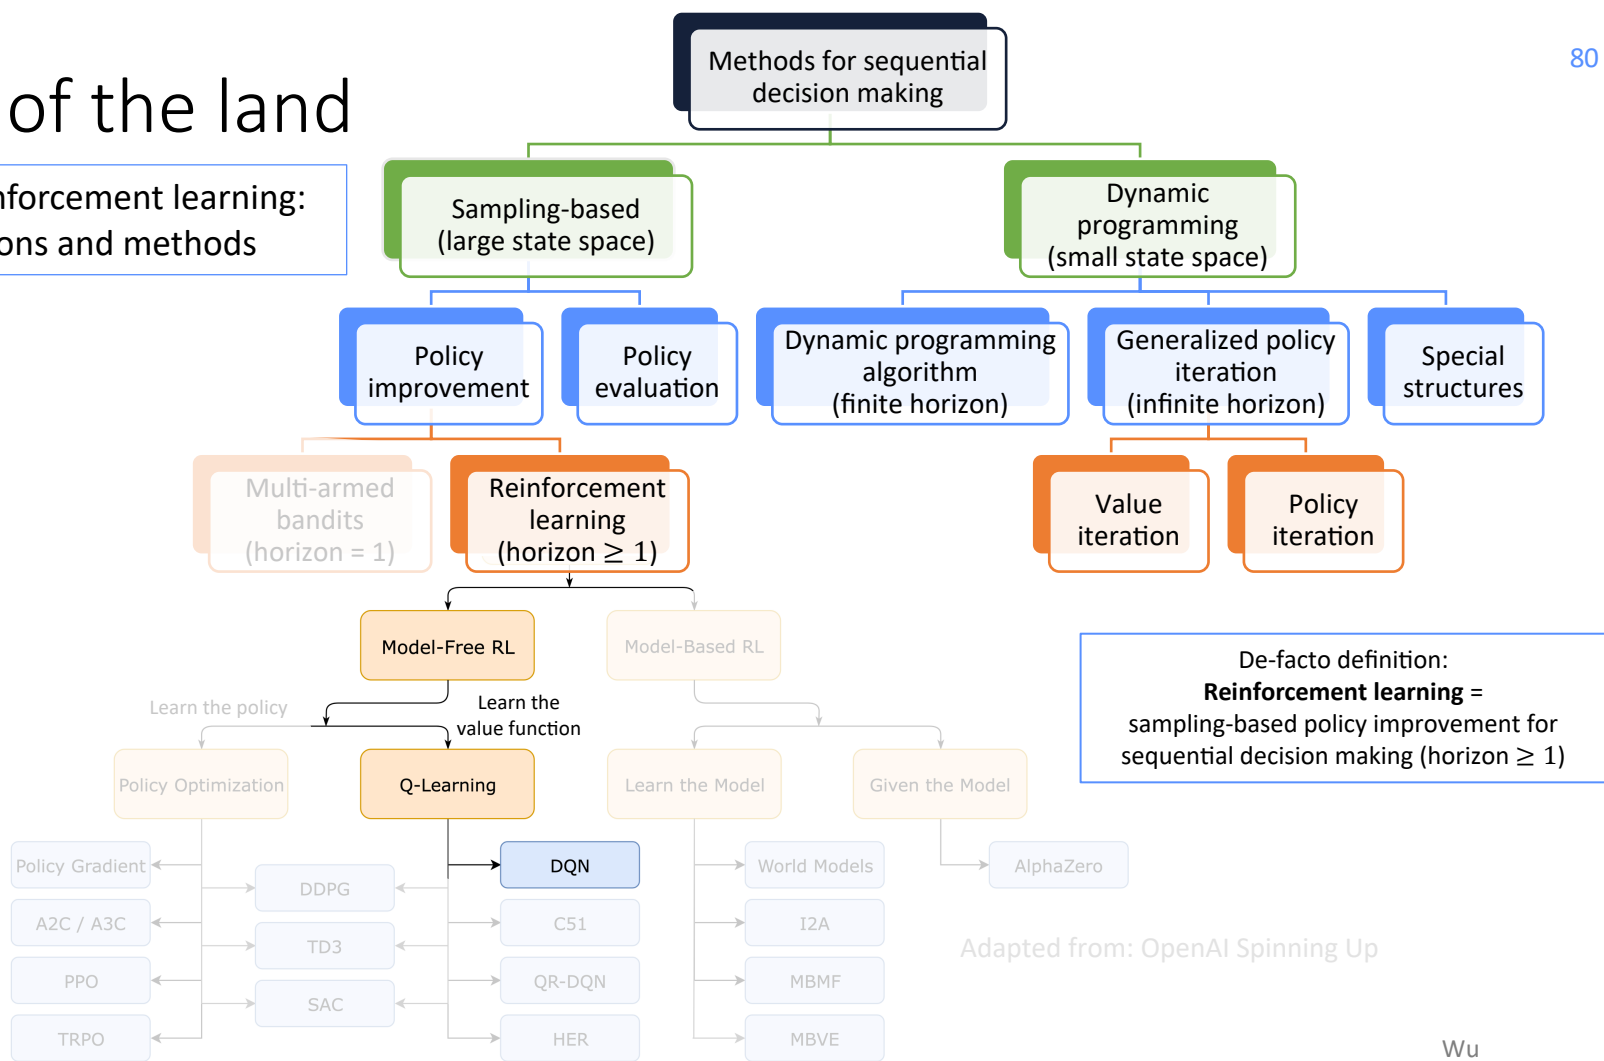 80
Methods for sequential
decision making
of the land
nforcement learning:
ons and methods
Sampling-based
(large state space)
Dynamic
programming
(small state space)
Policy
improvement
Policy
evaluation
Dynamic programming
algorithm
(finite horizon)
Generalized policy
iteration
(infinite horizon)
Special
structures
Multi-armed
bandits
(horizon = 1)
Reinforcement
learning
(horizon ≥ 1)
Value
iteration
Policy
iteration
Model-Free RL
Model-Based RL
Learn the policy
Learn the
value function
De-facto definition:
Reinforcement learning =
sampling-based policy improvement for
sequential decision making (horizon ≥ 1)
Policy Optimization
Q-Learning
Learn the Model
Given the Model
Policy Gradient
A2C / A3C
PPO
TRPO
DDPG
TD3
SAC
DQN
C51
QR-DQN
HER
World Models
I2A
MBMF
MBVE
AlphaZero
Adapted from: OpenAI Spinning Up
Wu